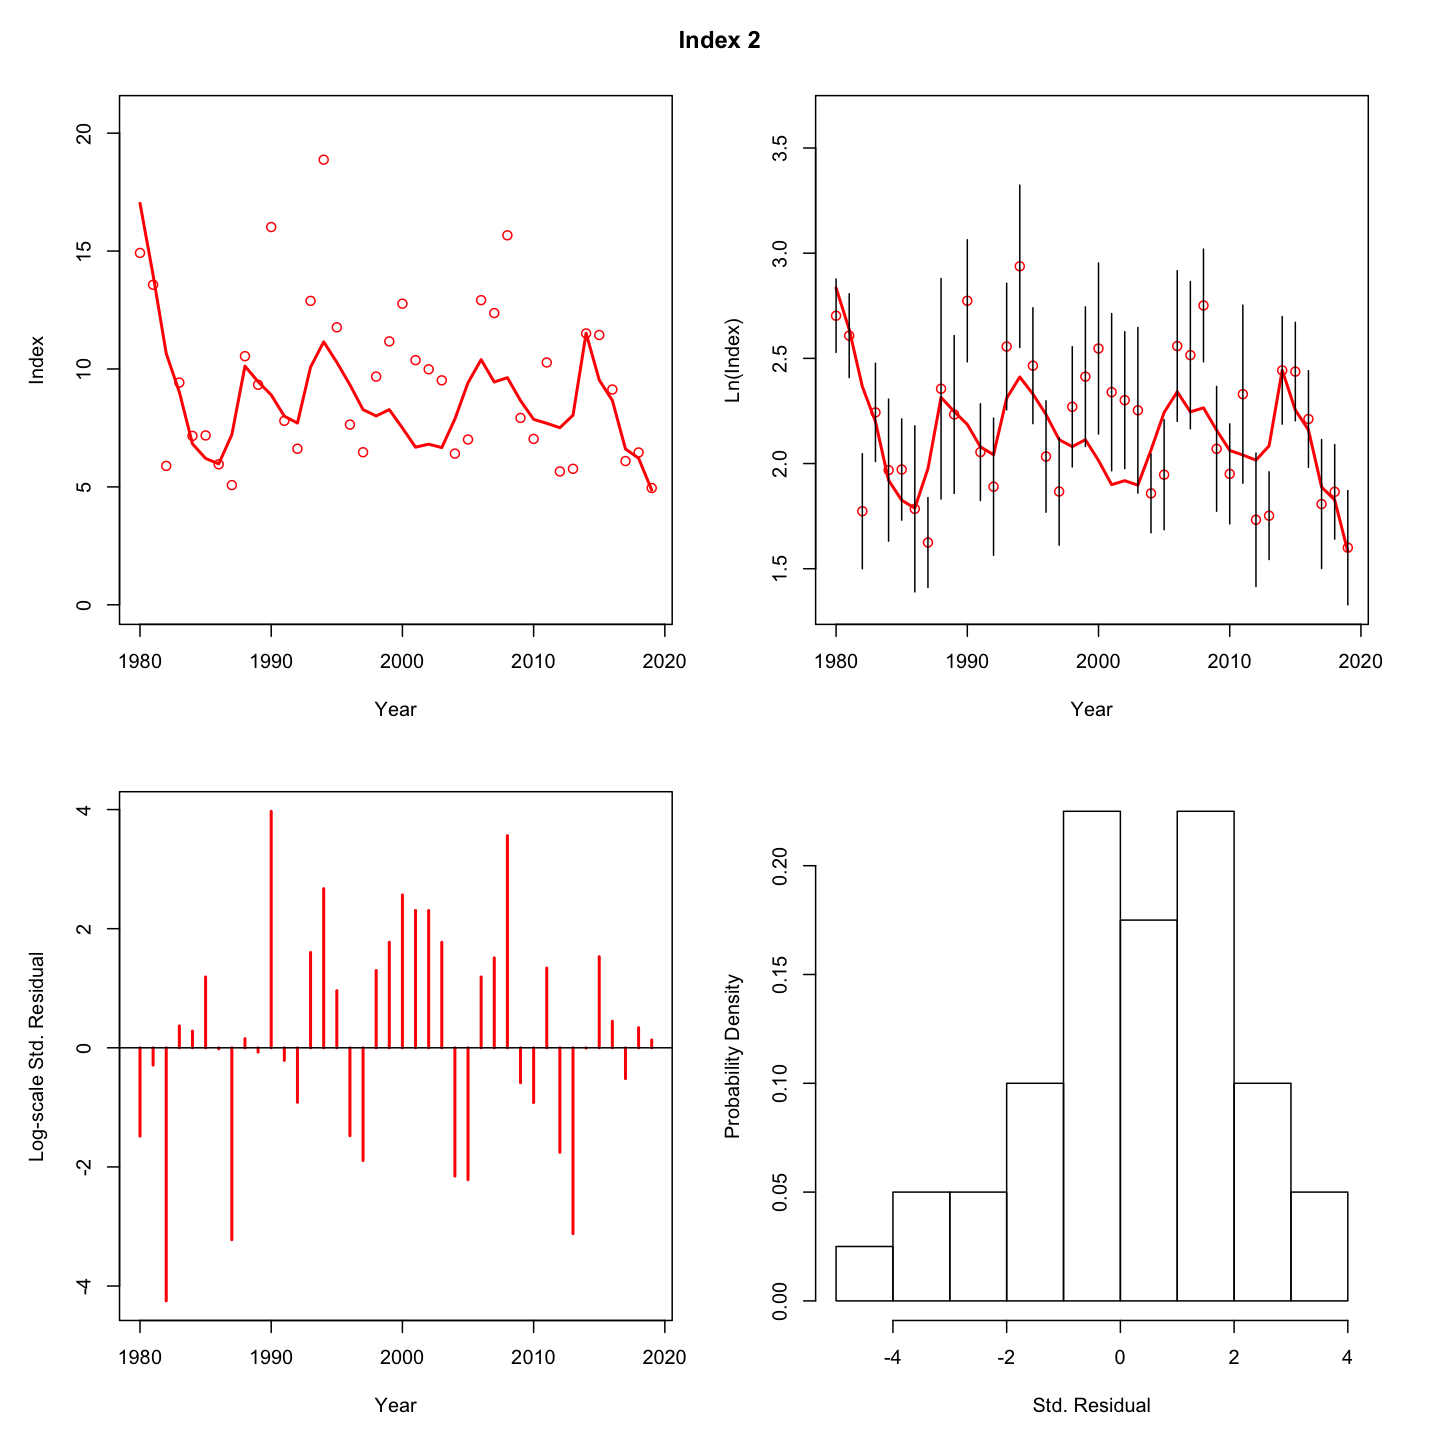 Index 2
20
15
10
5
0
Index
1980 1990 2000 2010 2020
Year
3.5
3.0
2.5
2.0
1.5
Ln(Index)
1980 1990 2000 2010 2020
Year
4
2
0
-2
-4
Log-scale Std. Residual
1980 1990 2000 2010 2020
Year
0.20
0.15
0.10
0.05
0.00
Probability Density
-4 -2 0 2 4
Std. Residual